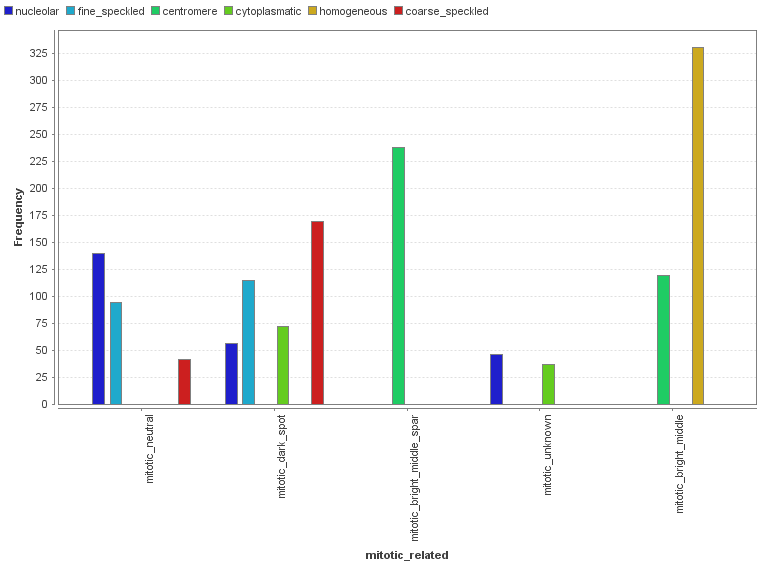 nucleolar fine_speckled centromere cytoplasmatic homogeneous coarse_speckled
325
300
275
250
225
200
175
150
125
100
75
50
25
0
Frequency
mitotic_neutral
mitotic_dark_spot
mitotic_bright_middle_spar
mitotic_unknown
mitotic_bright_middle
mitotic_related